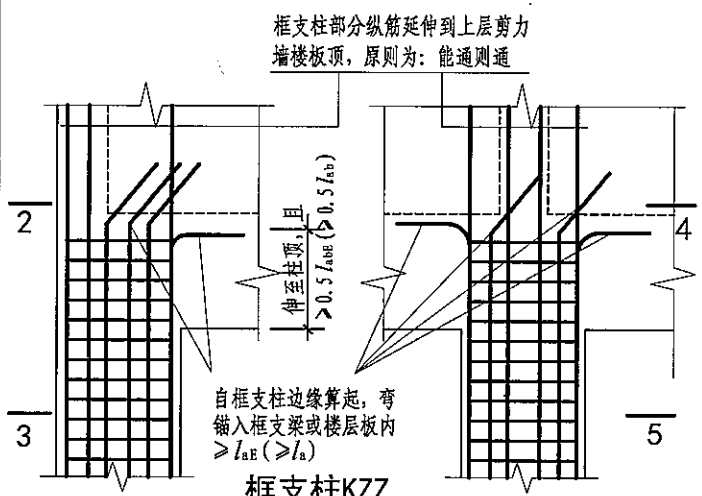 框支柱部分纵筋延伸到上层剪力
墙楼板顶，原则为：能通则通
2
4
伸至柱顶，且
≥0.5labE(≥0.5lab)
自框支柱边缘算起，弯
锚入框支梁或楼层板内
≥laE(≥la)
3
5
框支柱KZZ